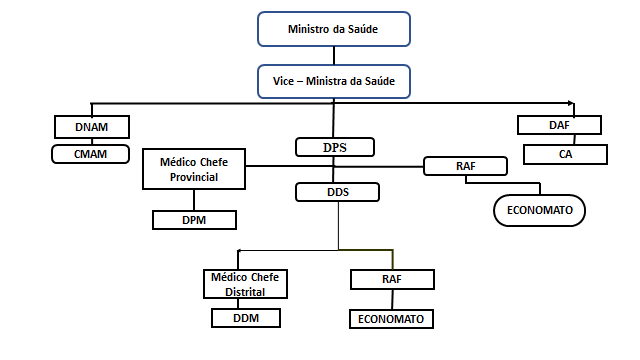 Ministro da Saúde
Vice – Ministra da Saúde
DNAM
CMAM
DAF
CA
DPS
Médico Chefe
Provincial
RAF
DDS
DPM
ECONOMATO
Médico Chefe
Distrital
RAF
DDM
ECONOMATO